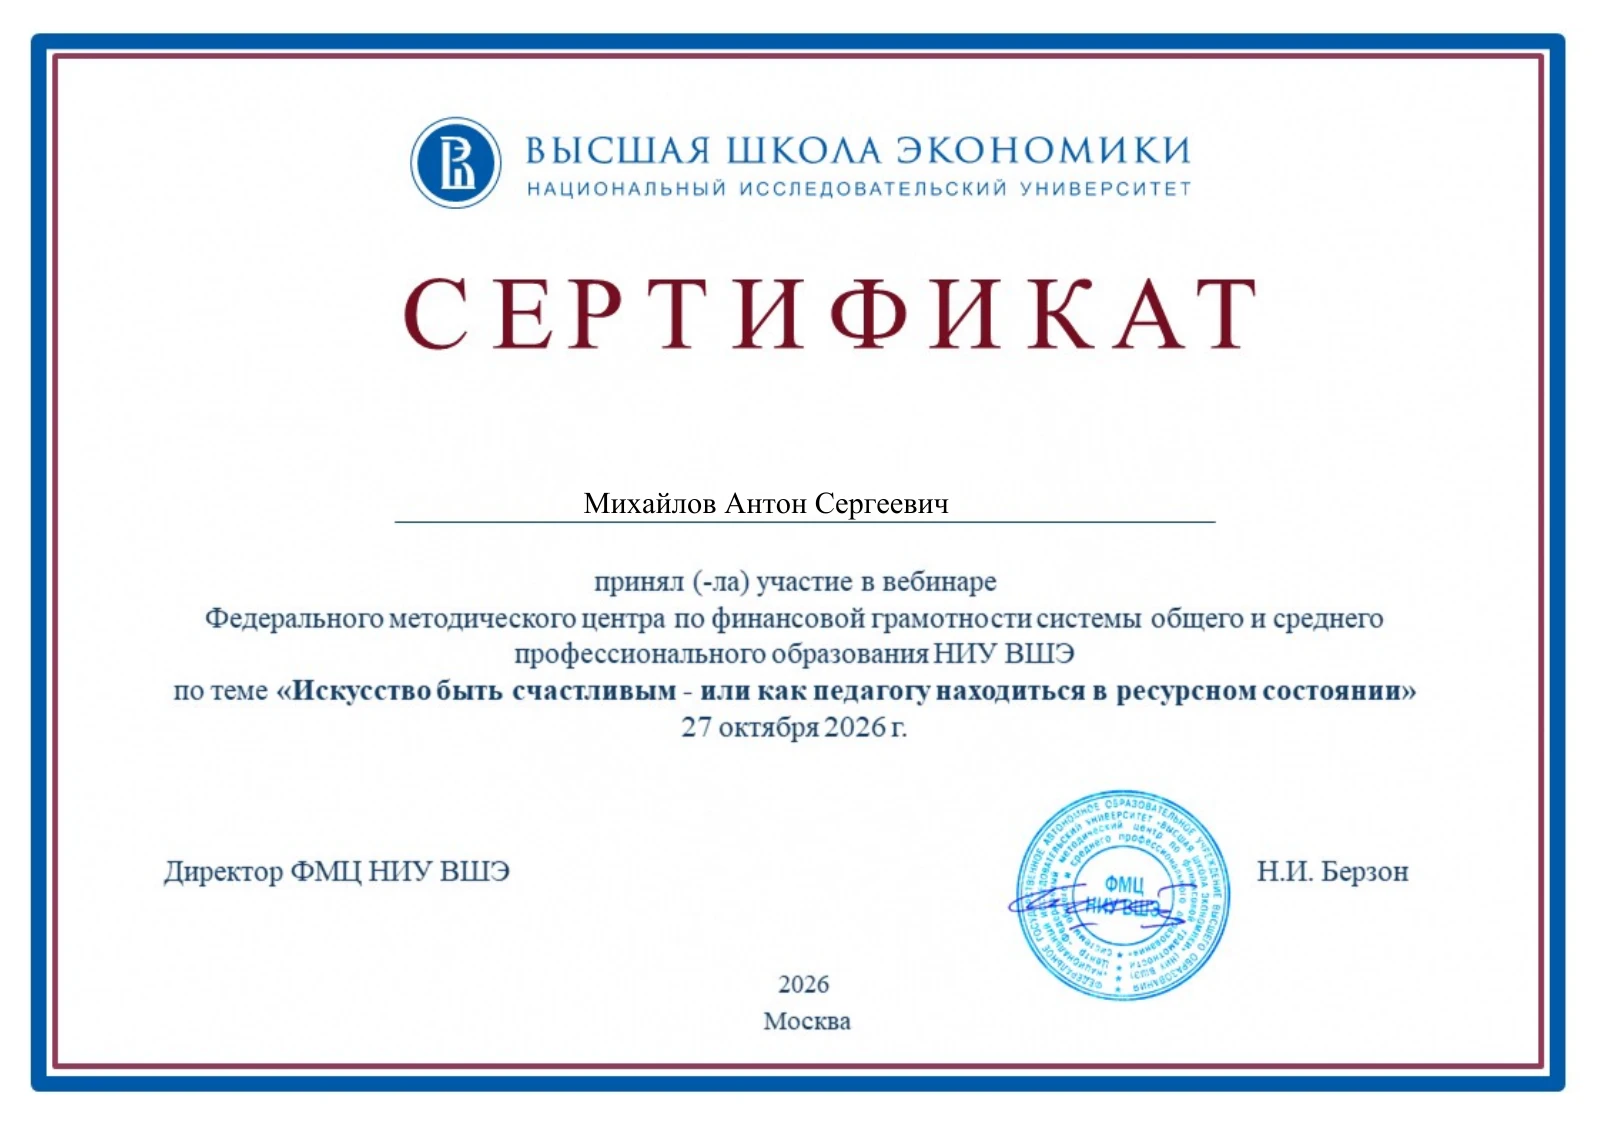 ВЫСШАЯ ШКОЛА ЭКОНОМИКИ
НАЦИОНАЛЬНЫЙ ИССЛЕДОВАТЕЛЬСКИЙ УНИВЕРСИТЕТ
СЕРТИФИКАТ
Михайлов Антон Сергеевич
принял (-ла) участие в вебинаре
Федерального методического центра по финансовой грамотности системы общего и среднего
профессионального образования НИУ ВШЭ
по теме «Искусство быть счастливым - или как педагогу находиться в ресурсном состоянии»
27 октября 2026 г.
Директор ФМЦ НИУ ВШЭ
ФМЦ
НИУ ВШЭ
Н.И. Берзон
2026
Москва